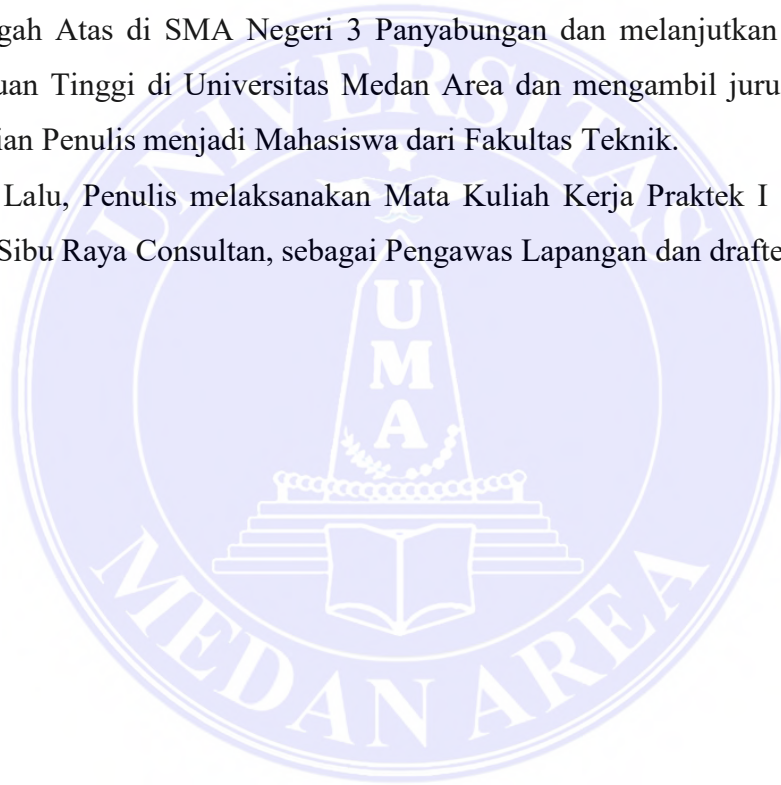 gah Atas di SMA Negeri 3 Panyabungan dan melanjutkan
uan Tinggi di Universitas Medan Area dan mengambil juru
ian Penulis menjadi Mahasiswa dari Fakultas Teknik.
Lalu, Penulis melaksanakan Mata Kuliah Kerja Praktek I
Sibu Raya Consultan, sebagai Pengawas Lapangan dan drafte
UNIVERSITAS
UMA
MEDAN AREA